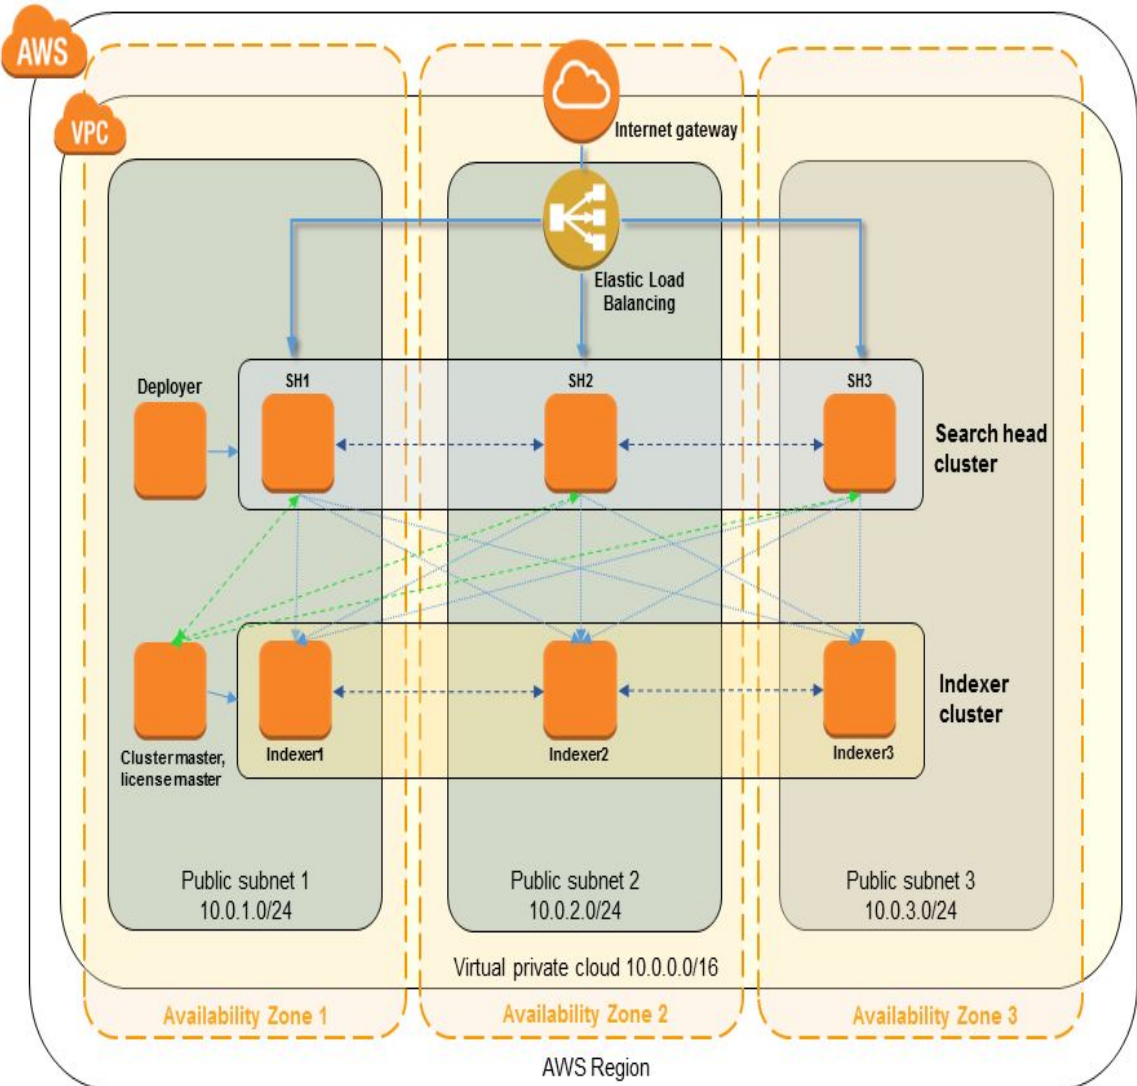 AWS
VPC
Internet gateway
Elastic Load
Balancing
Deployer
SH1
SH2
SH3
Search head
cluster
Cluster master,
license master
Indexer1
Indexer2
Indexer3
Indexer
cluster
Public subnet 1
10.0.1.0/24
Public subnet 2
10.0.2.0/24
Public subnet 3
10.0.3.0/24
Virtual private cloud 10.0.0.0/16
Availability Zone 1
Availability Zone 2
Availability Zone 3
AWS Region